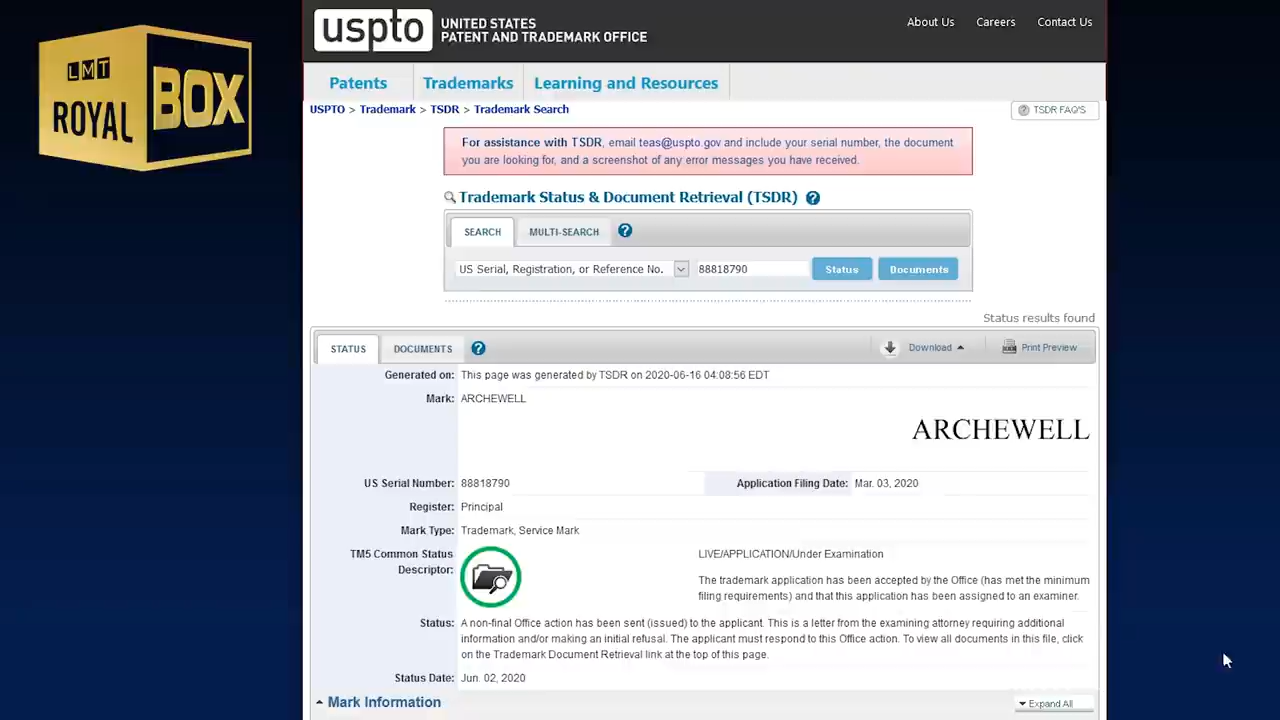 LMT
ROYAL
BOX
uspto
UNITED STATES
PATENT AND TRADEMARK OFFICE
About Us
Careers
Contact Us
Patents
Trademarks
Learning and Resources
USPTO > Trademark > TSDR > Trademark Search
? TSDR FAQ'S
For assistance with TSDR, email teas@uspto.gov and include your serial number, the document
you are looking for, and a screenshot of any error messages you have received.
Trademark Status & Document Retrieval (TSDR) ?
SEARCH
MULTI-SEARCH
?
US Serial, Registration, or Reference No.
88818790
Status
Documents
Status results found
STATUS
DOCUMENTS
?
Download
Print Preview
Generated on: This page was generated by TSDR on 2020-06-16 04:08:56 EDT
Mark: ARCHEWELL
ARCHEWELL
US Serial Number: 88818790
Application Filing Date: Mar. 03, 2020
Register: Principal
Mark Type: Trademark, Service Mark
TM5 Common Status
Descriptor:
LIVE/APPLICATION/Under Examination
The trademark application has been accepted by the Office (has met the minimum
filing requirements) and that this application has been assigned to an examiner.
Status: A non-final Office action has been sent (issued) to the applicant. This is a letter from the examining attorney requiring additional
information and/or making an initial refusal. The applicant must respond to this Office action. To view all documents in this file, click
on the Trademark Document Retrieval link at the top of this page.
Status Date: Jun. 02, 2020
Mark Information
Expand All